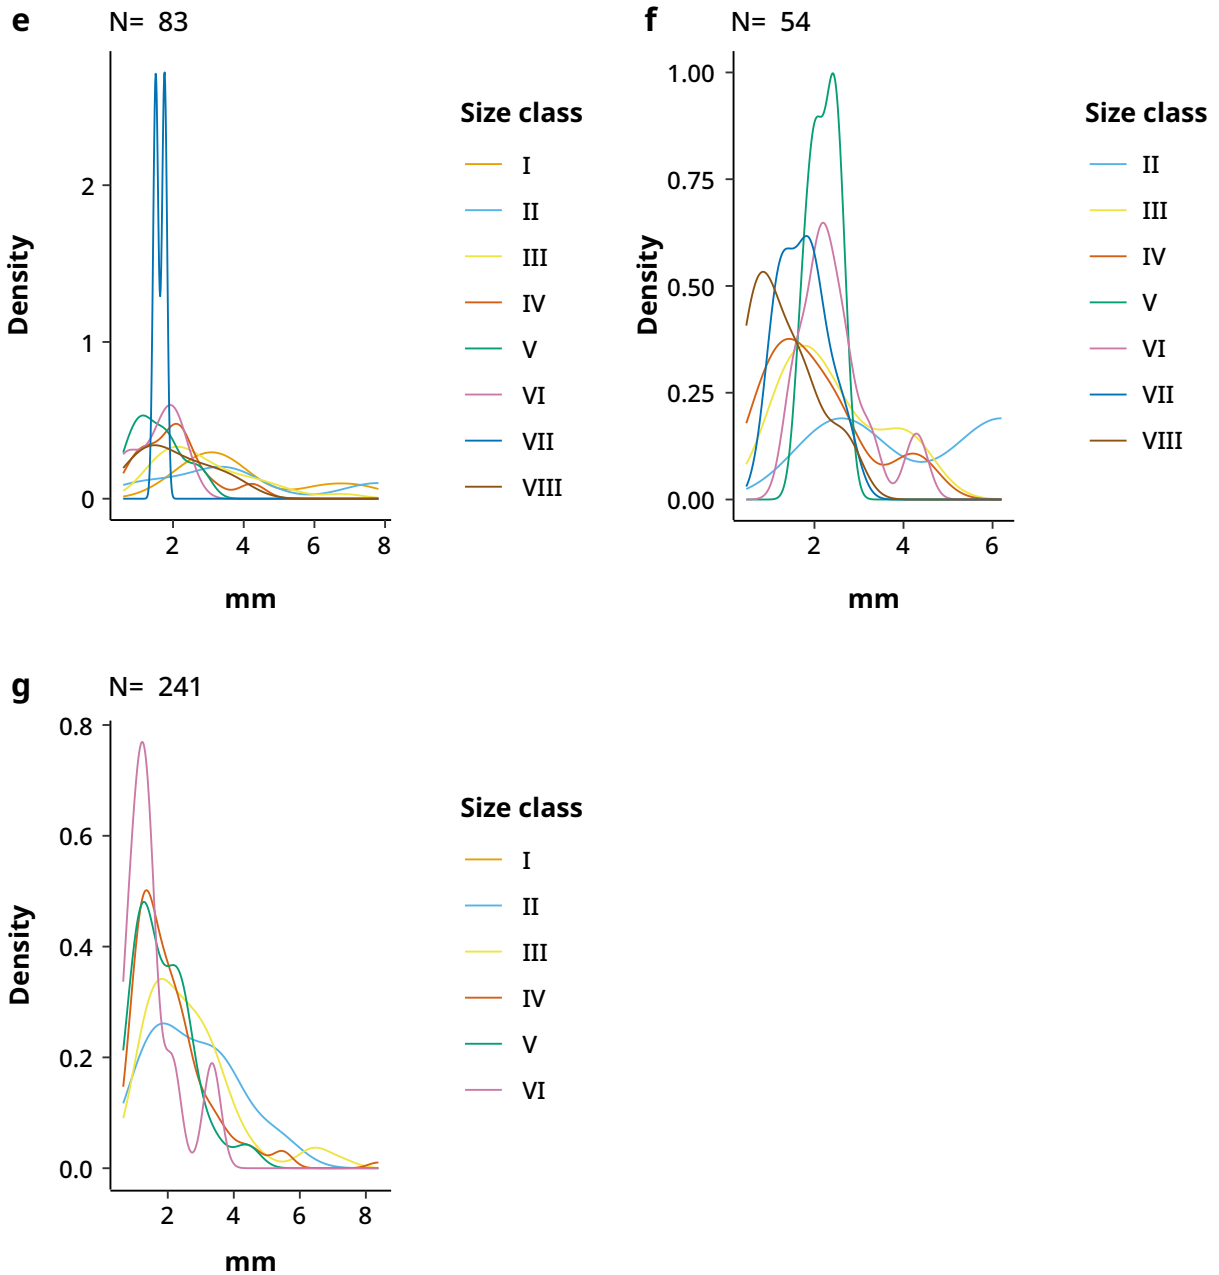 e N= 83
Density
2
1
0
2 4 6 8
mm
Size class
I
II
III
IV
V
VI
VII
VIII
f N= 54
Density
1.00
0.75
0.50
0.25
0.00
2 4 6
mm
Size class
II
III
IV
V
VI
VII
VIII
g N= 241
Density
0.8
0.6
0.4
0.2
0.0
2 4 6 8
mm
Size class
I
II
III
IV
V
VI